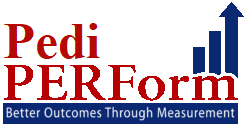 Pedi
PERForm
Better Outcomes Through Measurement